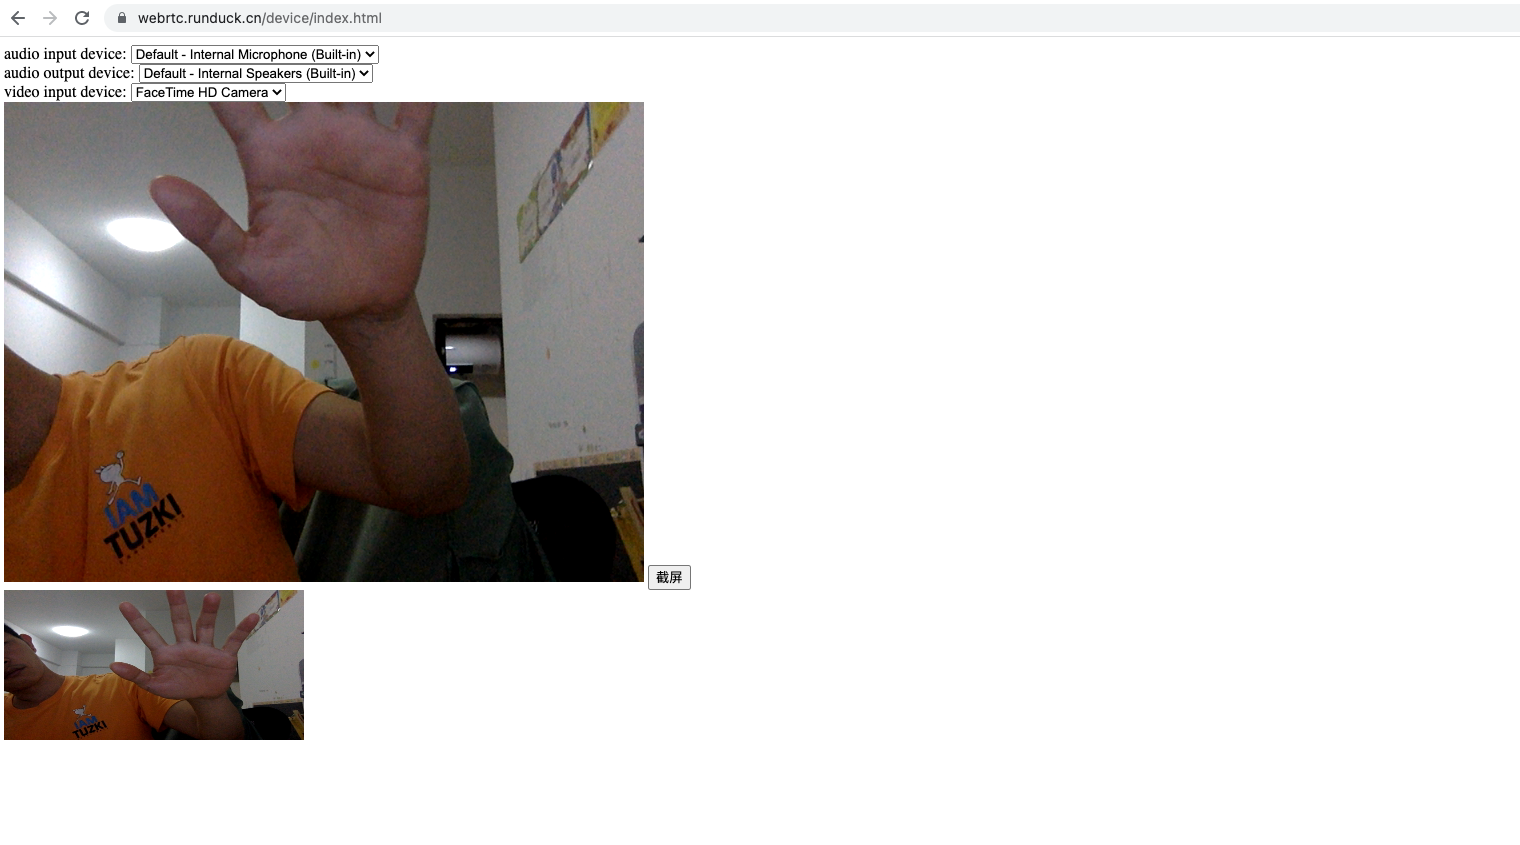 webrtc.runduck.cn/device/index.html
audio input device: Default - Internal Microphone (Built-in)
audio output device: Default - Internal Speakers (Built-in)
video input device: FaceTime HD Camera
IAM
TUZKI
截屏
IAM
TUZKI